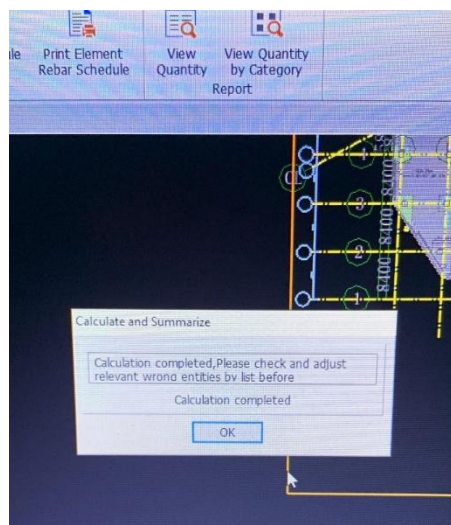 Print Element
Rebar Schedule
View
Quantity
View Quantity
by Category
Report
3
2
1
8400
8400
8400
Calculate and Summarize
Calculation completed,Please check and adjust
relevant wrong entities by list before
Calculation completed
OK